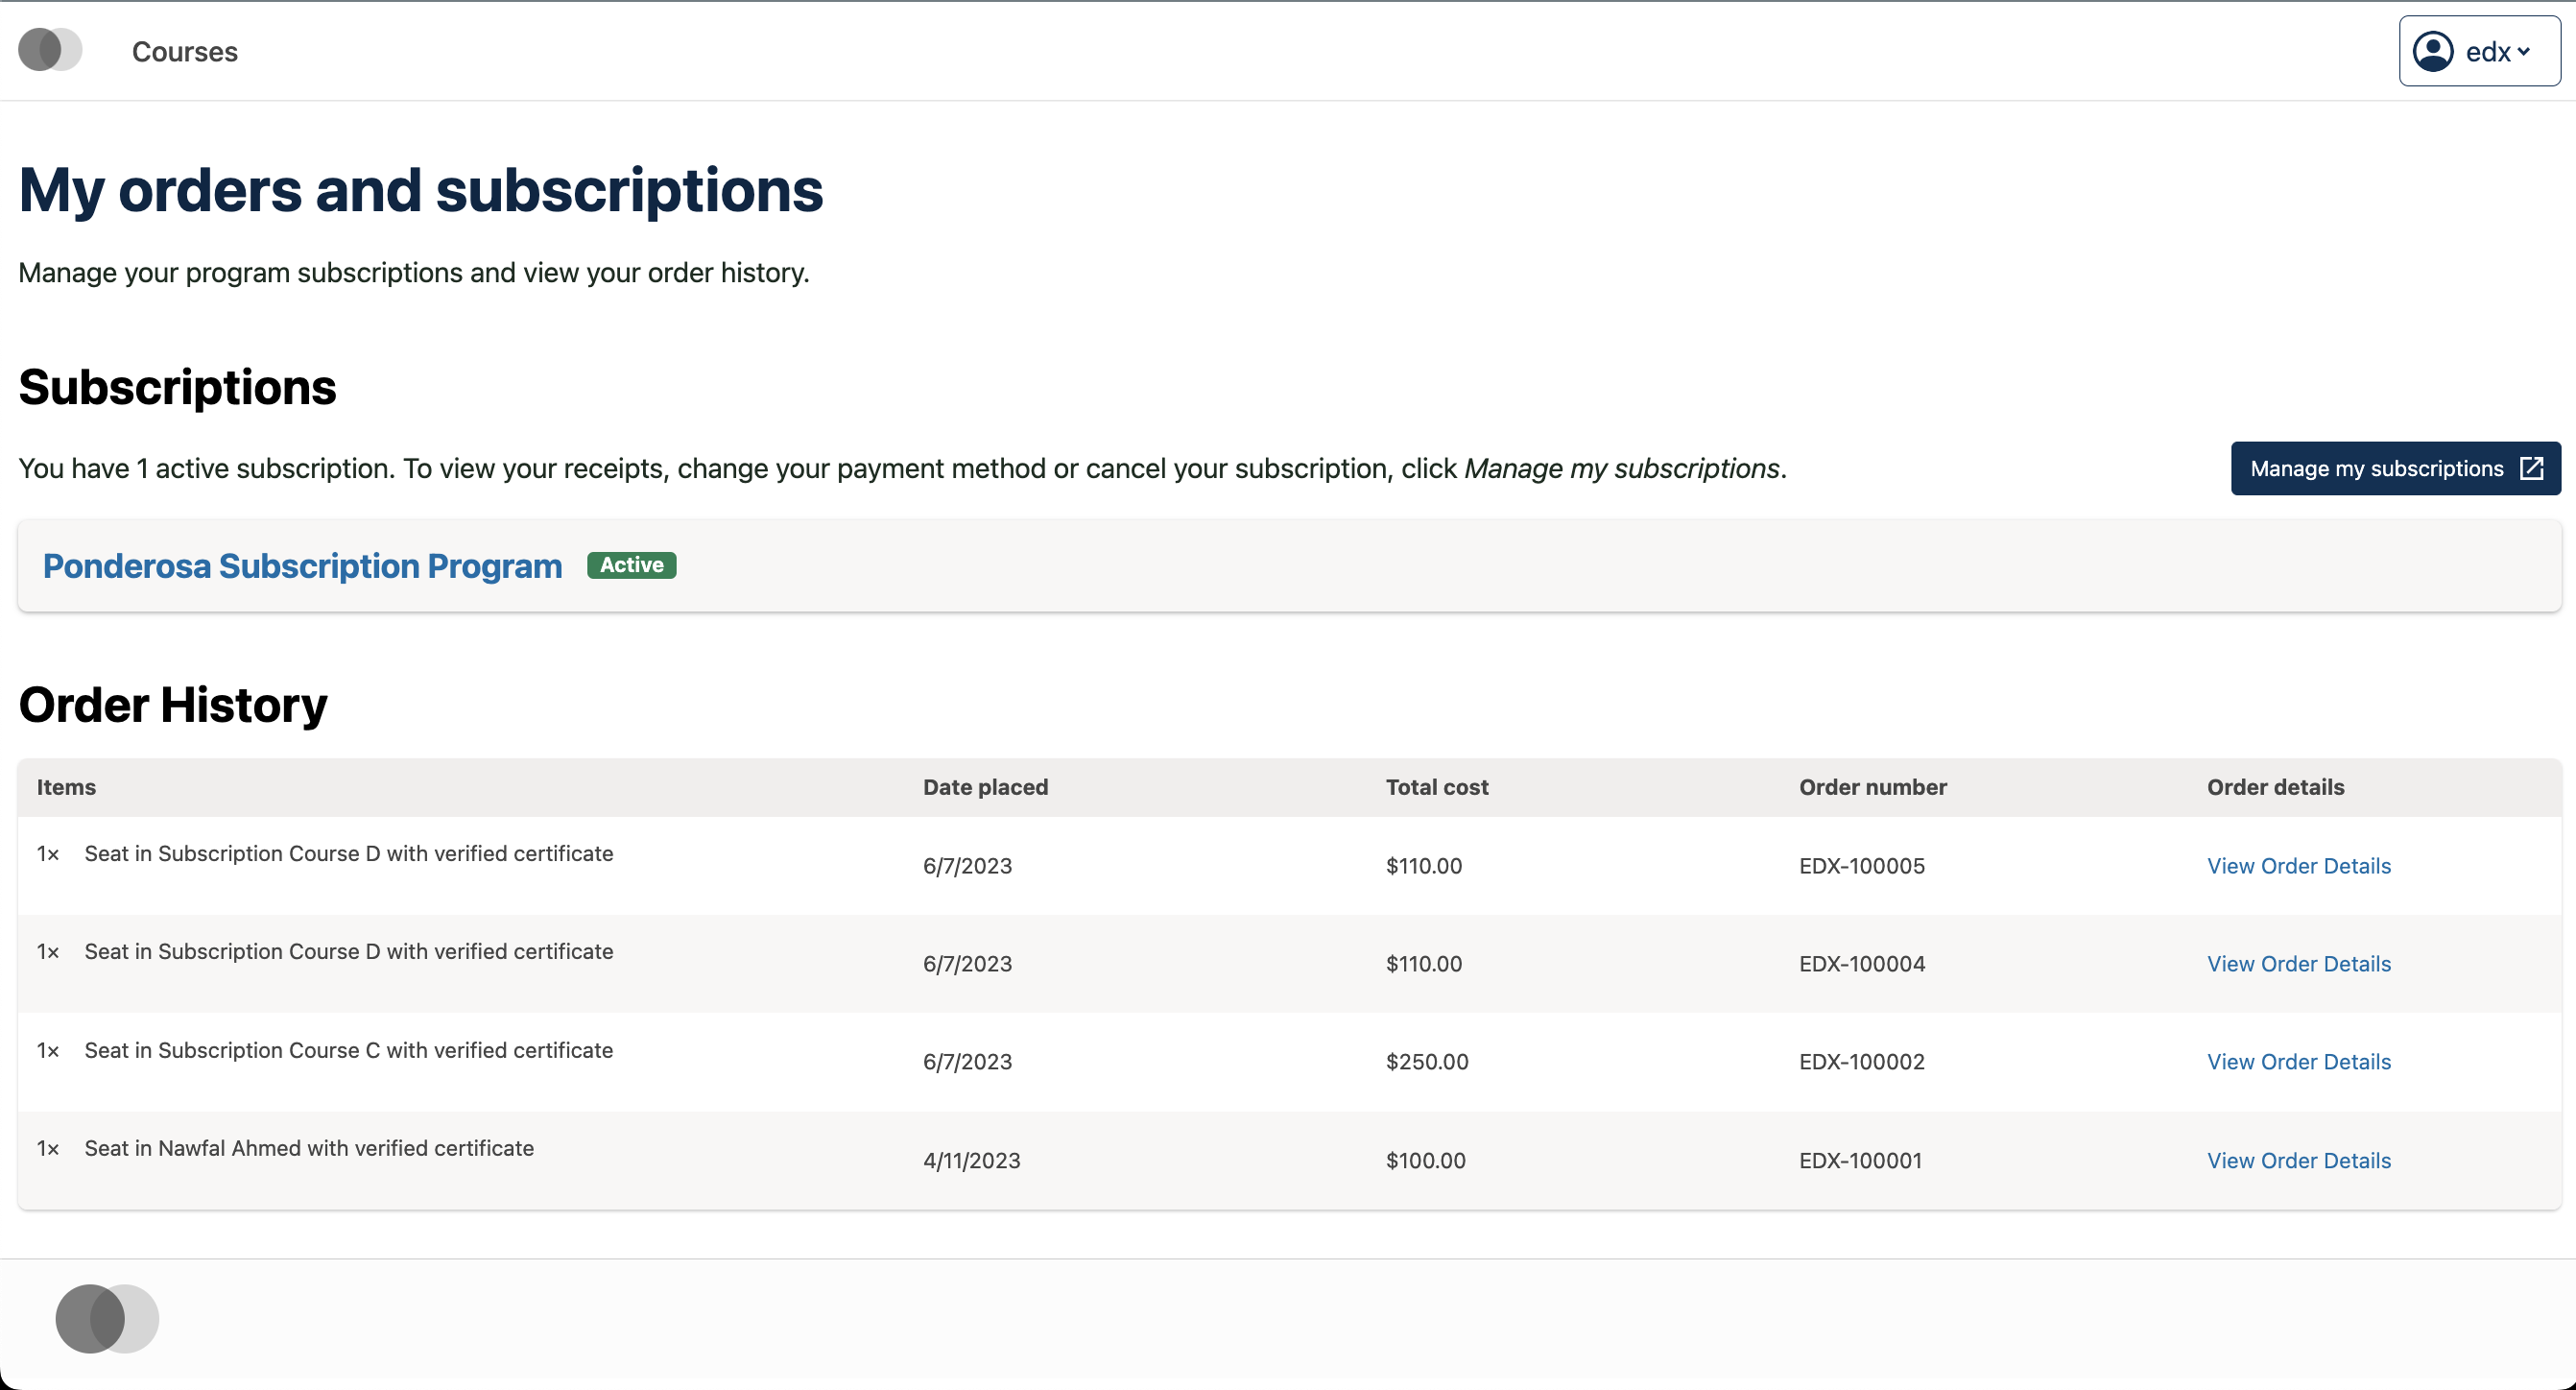 Courses
edx
My orders and subscriptions
Manage your program subscriptions and view your order history.
Subscriptions
You have 1 active subscription. To view your receipts, change your payment method or cancel your subscription, click Manage my subscriptions.
Manage my subscriptions
Ponderosa Subscription Program Active
Order History
Items Date placed Total cost Order number Order details
1× Seat in Subscription Course D with verified certificate 6/7/2023 $110.00 EDX-100005 View Order Details
1× Seat in Subscription Course D with verified certificate 6/7/2023 $110.00 EDX-100004 View Order Details
1× Seat in Subscription Course C with verified certificate 6/7/2023 $250.00 EDX-100002 View Order Details
1× Seat in Nawfal Ahmed with verified certificate 4/11/2023 $100.00 EDX-100001 View Order Details